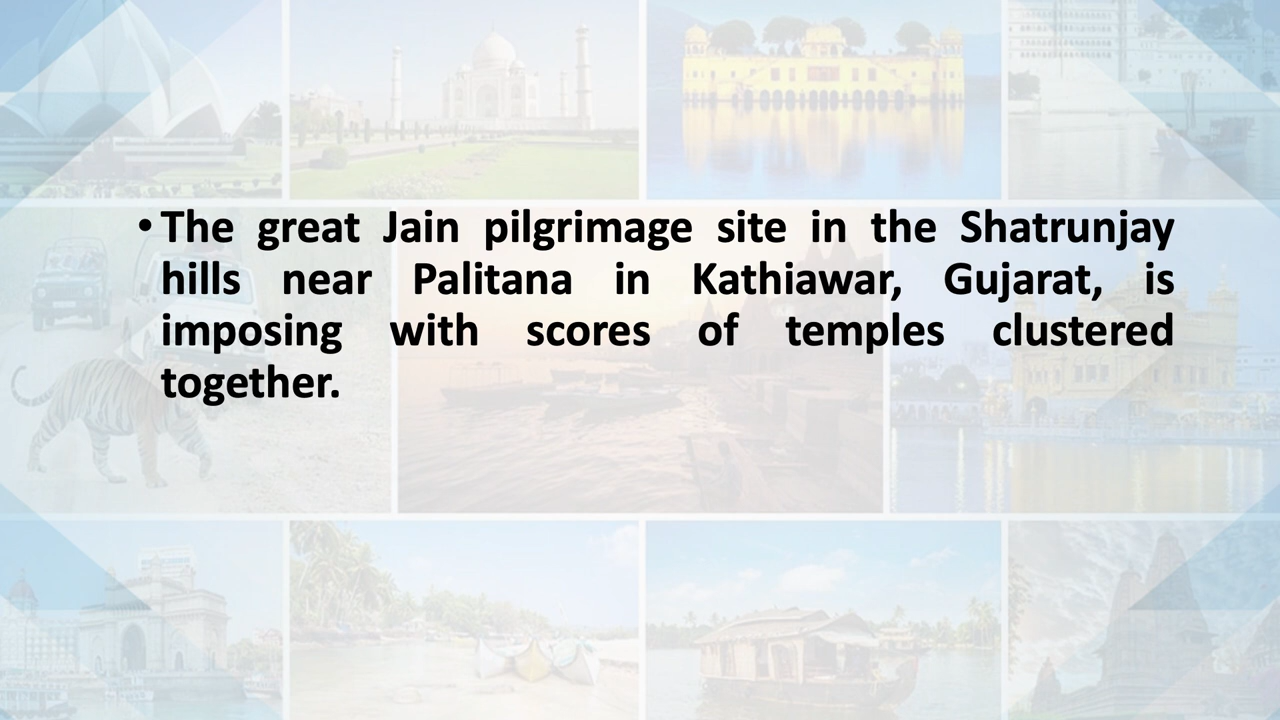 • The great Jain pilgrimage site in the Shatrunjay
hills near Palitana in Kathiawar, Gujarat, is
imposing with scores of temples clustered
together.